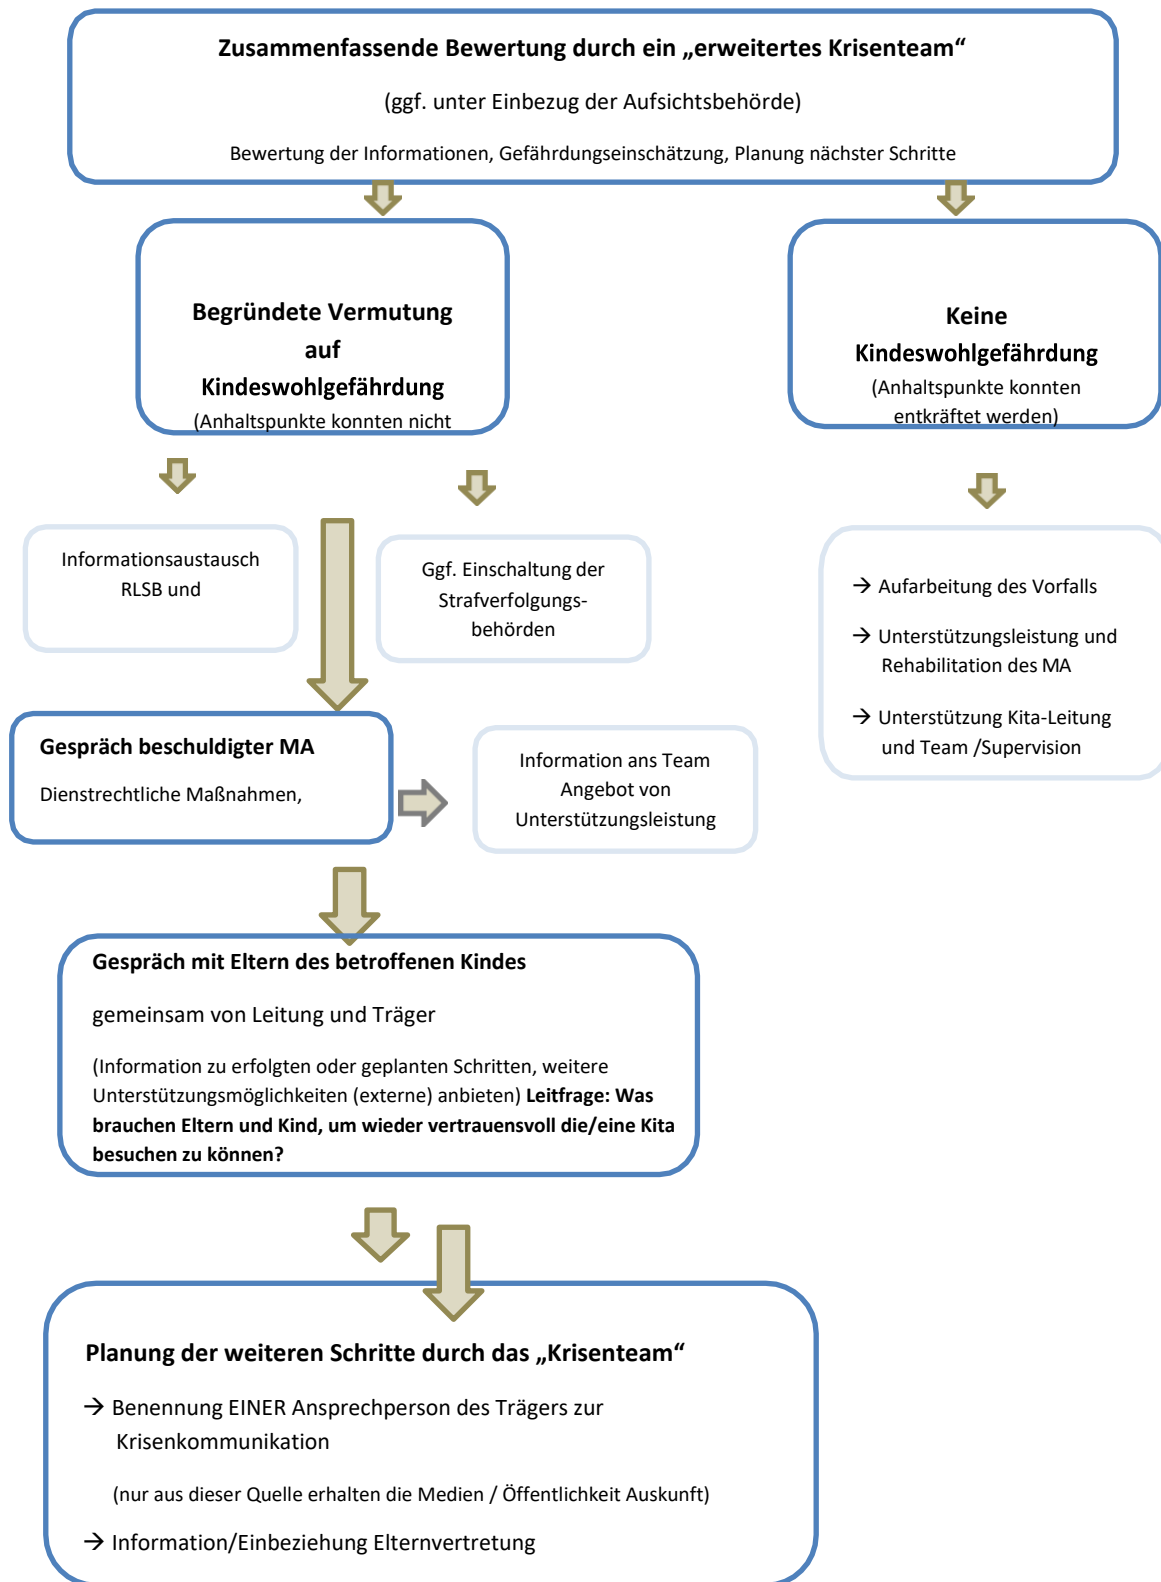 Zusammenfassende Bewertung durch ein „erweitertes Krisenteam“
(ggf. unter Einbezug der Aufsichtsbehörde)
Bewertung der Informationen, Gefährdungseinschätzung, Planung nächster Schritte
Begründete Vermutung
auf
Kindeswohlgefährdung
(Anhaltspunkte konnten nicht
Keine
Kindeswohlgefährdung
(Anhaltspunkte konnten
entkräftet werden)
Informationsaustausch
RLSB und
Ggf. Einschaltung der
Strafverfolgungs-
behörden
→ Aufarbeitung des Vorfalls
→ Unterstützungsleistung und
Rehabilitation des MA
→ Unterstützung Kita-Leitung
und Team /Supervision
Gespräch beschuldigter MA
Dienstrechtliche Maßnahmen,
Information ans Team
Angebot von
Unterstützungsleistung
Gespräch mit Eltern des betroffenen Kindes
gemeinsam von Leitung und Träger
(Information zu erfolgten oder geplanten Schritten, weitere
Unterstützungsmöglichkeiten (externe) anbieten) Leitfrage: Was
brauchen Eltern und Kind, um wieder vertrauensvoll die/eine Kita
besuchen zu können?
Planung der weiteren Schritte durch das „Krisenteam“
→ Benennung EINER Ansprechperson des Trägers zur
Krisenkommunikation
(nur aus dieser Quelle erhalten die Medien / Öffentlichkeit Auskunft)
→ Information/Einbeziehung Elternvertretung